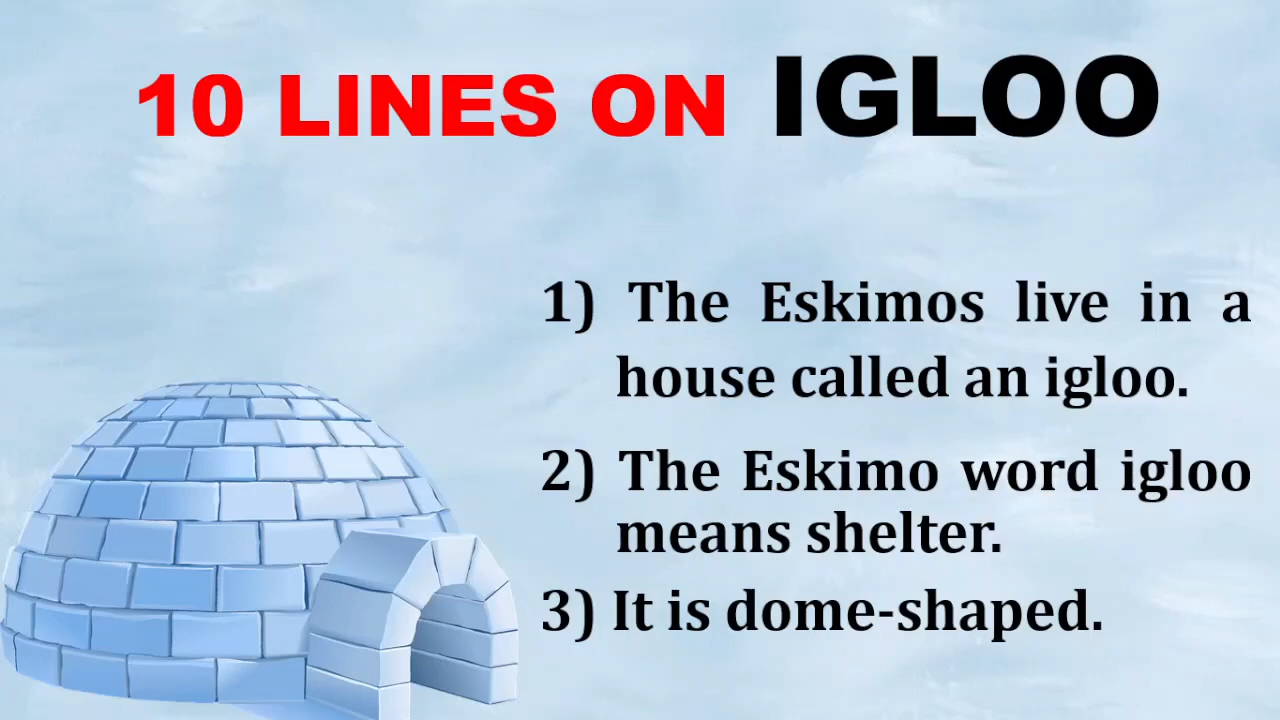 10 LINES ON IGLOO
1) The Eskimos live in a
house called an igloo.
2) The Eskimo word igloo
means shelter.
3) It is dome-shaped.